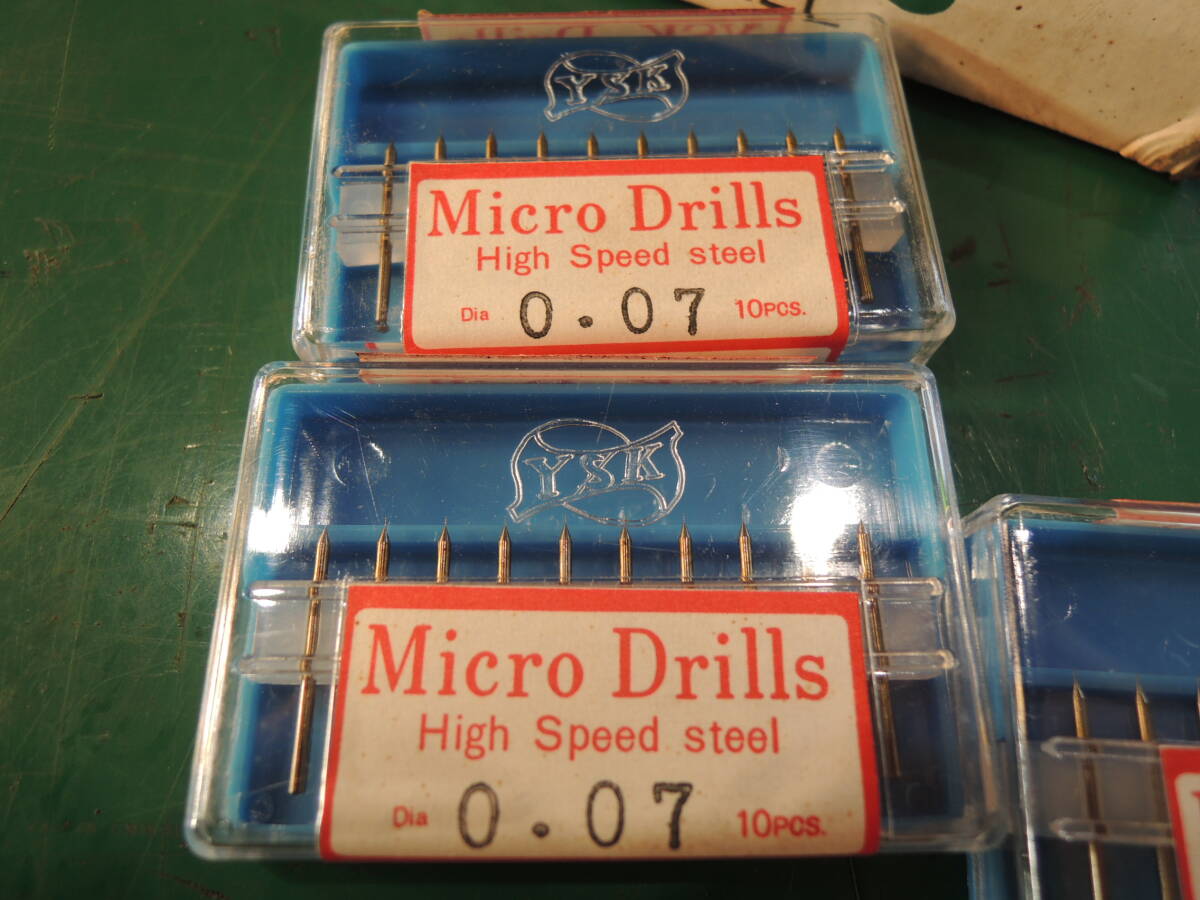 YSK
Micro Drills
High Speed steel
Dia 0.07 10PCS.
YSK
Micro Drills
High Speed steel
Dia 0.07 10PCS.